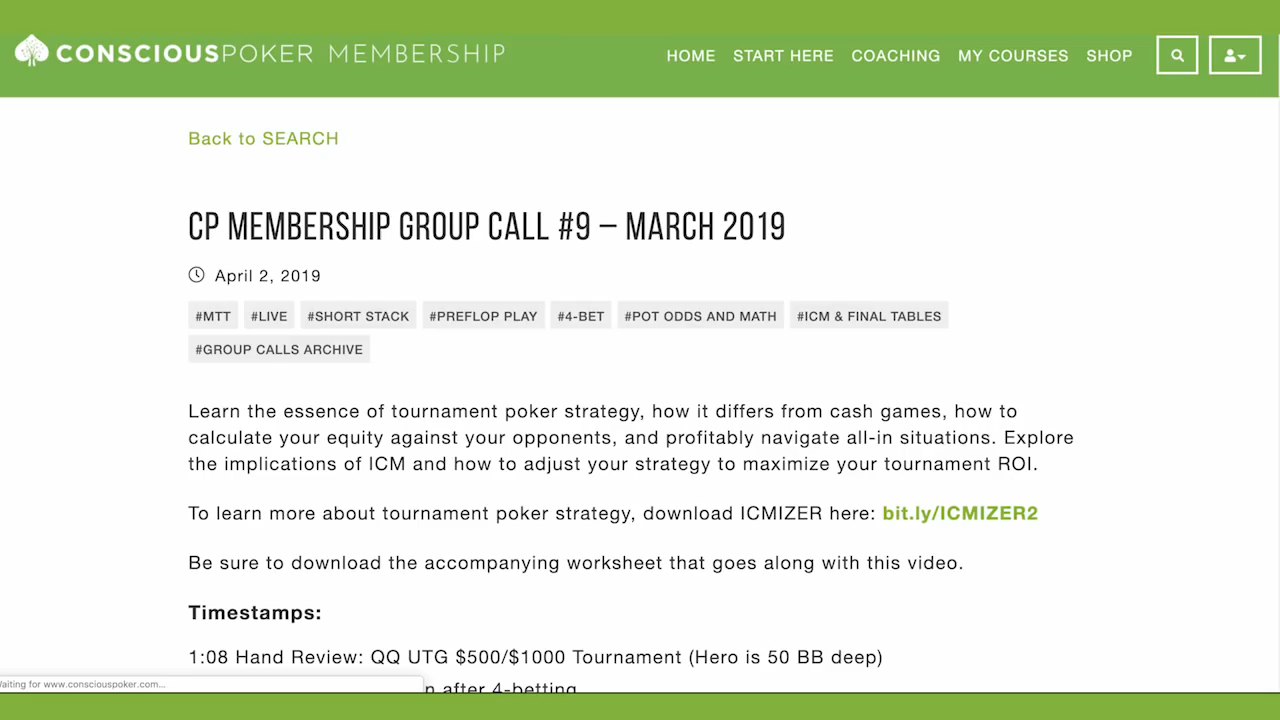 CONSCIOUSPOKER MEMBERSHIP
HOME START HERE COACHING MY COURSES SHOP
Back to SEARCH
CP MEMBERSHIP GROUP CALL #9 – MARCH 2019
April 2, 2019
#MTT #LIVE #SHORT STACK #PREFLOP PLAY #4-BET #POT ODDS AND MATH #ICM & FINAL TABLES
#GROUP CALLS ARCHIVE
Learn the essence of tournament poker strategy, how it differs from cash games, how to
calculate your equity against your opponents, and profitably navigate all-in situations. Explore
the implications of ICM and how to adjust your strategy to maximize your tournament ROI.
To learn more about tournament poker strategy, download ICMIZER here: bit.ly/ICMIZER2
Be sure to download the accompanying worksheet that goes along with this video.
Timestamps:
1:08 Hand Review: QQ UTG $500/$1000 Tournament (Hero is 50 BB deep)
after 4-betting
Waiting for www.consciouspoker.com...